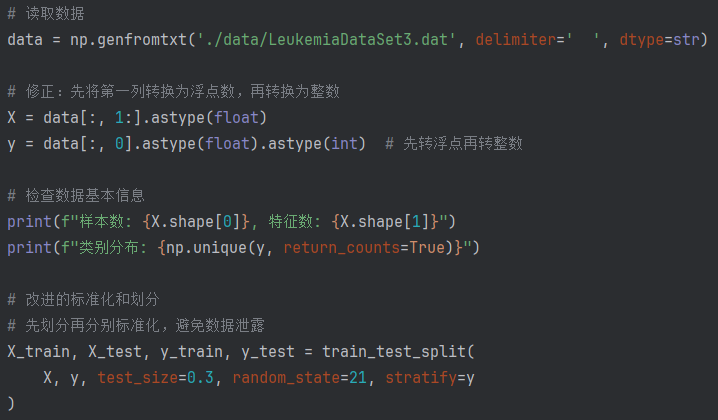 # 读取数据
data = np.genfromtxt('./data/LeukemiaDataSet3.dat', delimiter='  ', dtype=str)
# 修正：先将第一列转换为浮点数，再转换为整数
X = data[:, 1:].astype(float)
y = data[:, 0].astype(float).astype(int)  # 先转浮点再转整数
# 检查数据基本信息
print(f"样本数: {X.shape[0]}, 特征数: {X.shape[1]}")
print(f"类别分布: {np.unique(y, return_counts=True)}")
# 改进的标准化和划分
# 先划分再分别标准化，避免数据泄露
X_train, X_test, y_train, y_test = train_test_split(
    X, y, test_size=0.3, random_state=21, stratify=y
)